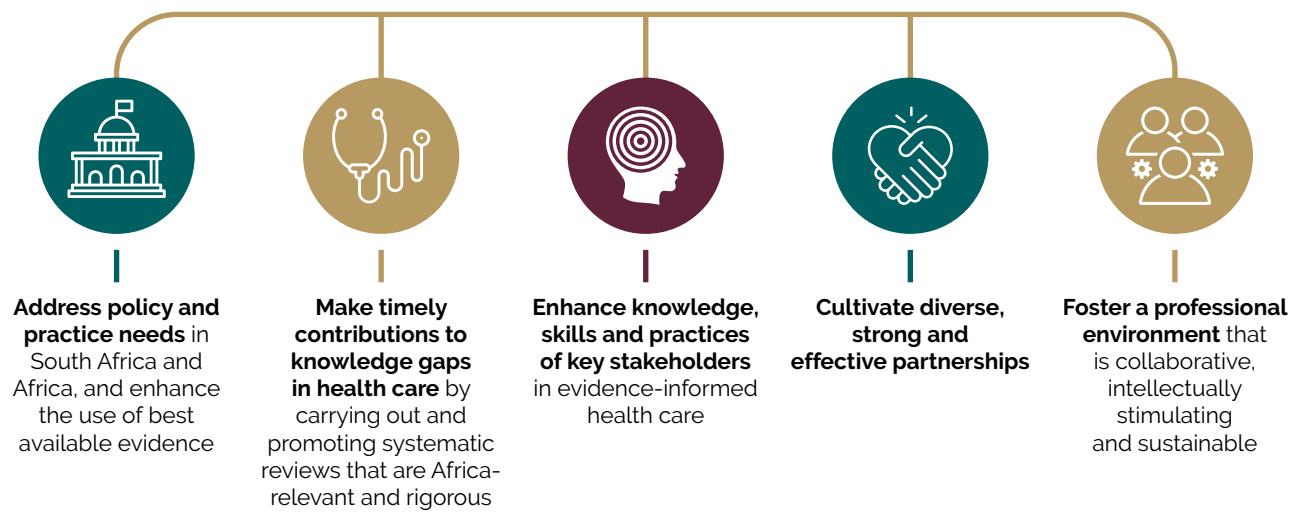 Address policy and
practice needs in
South Africa and
Africa, and enhance
the use of best
available evidence
Make timely
contributions to
knowledge gaps
in health care by
carrying out and
promoting systematic
reviews that are Africa-
relevant and rigorous
Enhance knowledge,
skills and practices
of key stakeholders
in evidence-informed
health care
Cultivate diverse,
strong and
effective partnerships
Foster a professional
environment that
is collaborative,
intellectually
stimulating
and sustainable